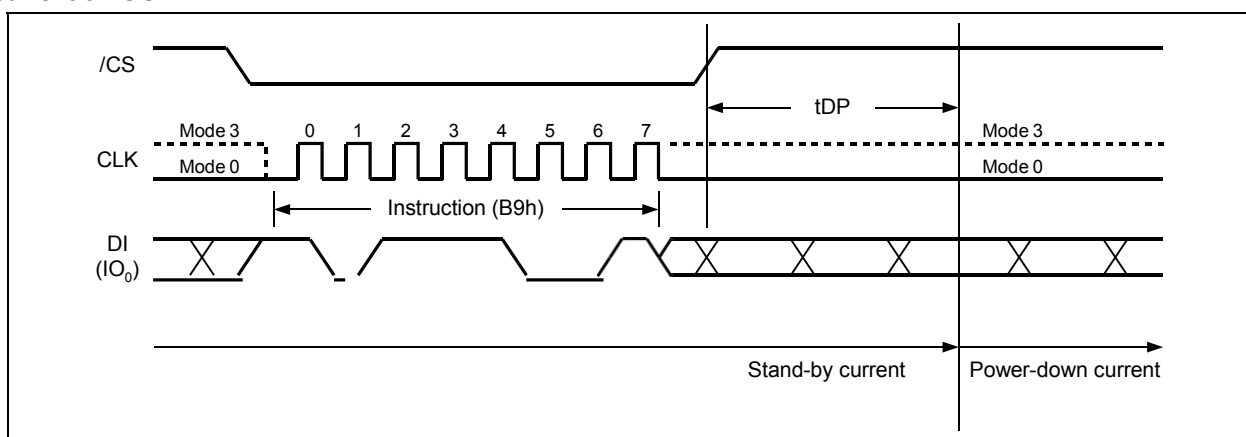 /CS
tDP
Mode 3 0 1 2 3 4 5 6 7 Mode 3
CLK
Mode 0 Mode 0
Instruction (B9h)
DI
(IO₀)
Stand-by current Power-down current